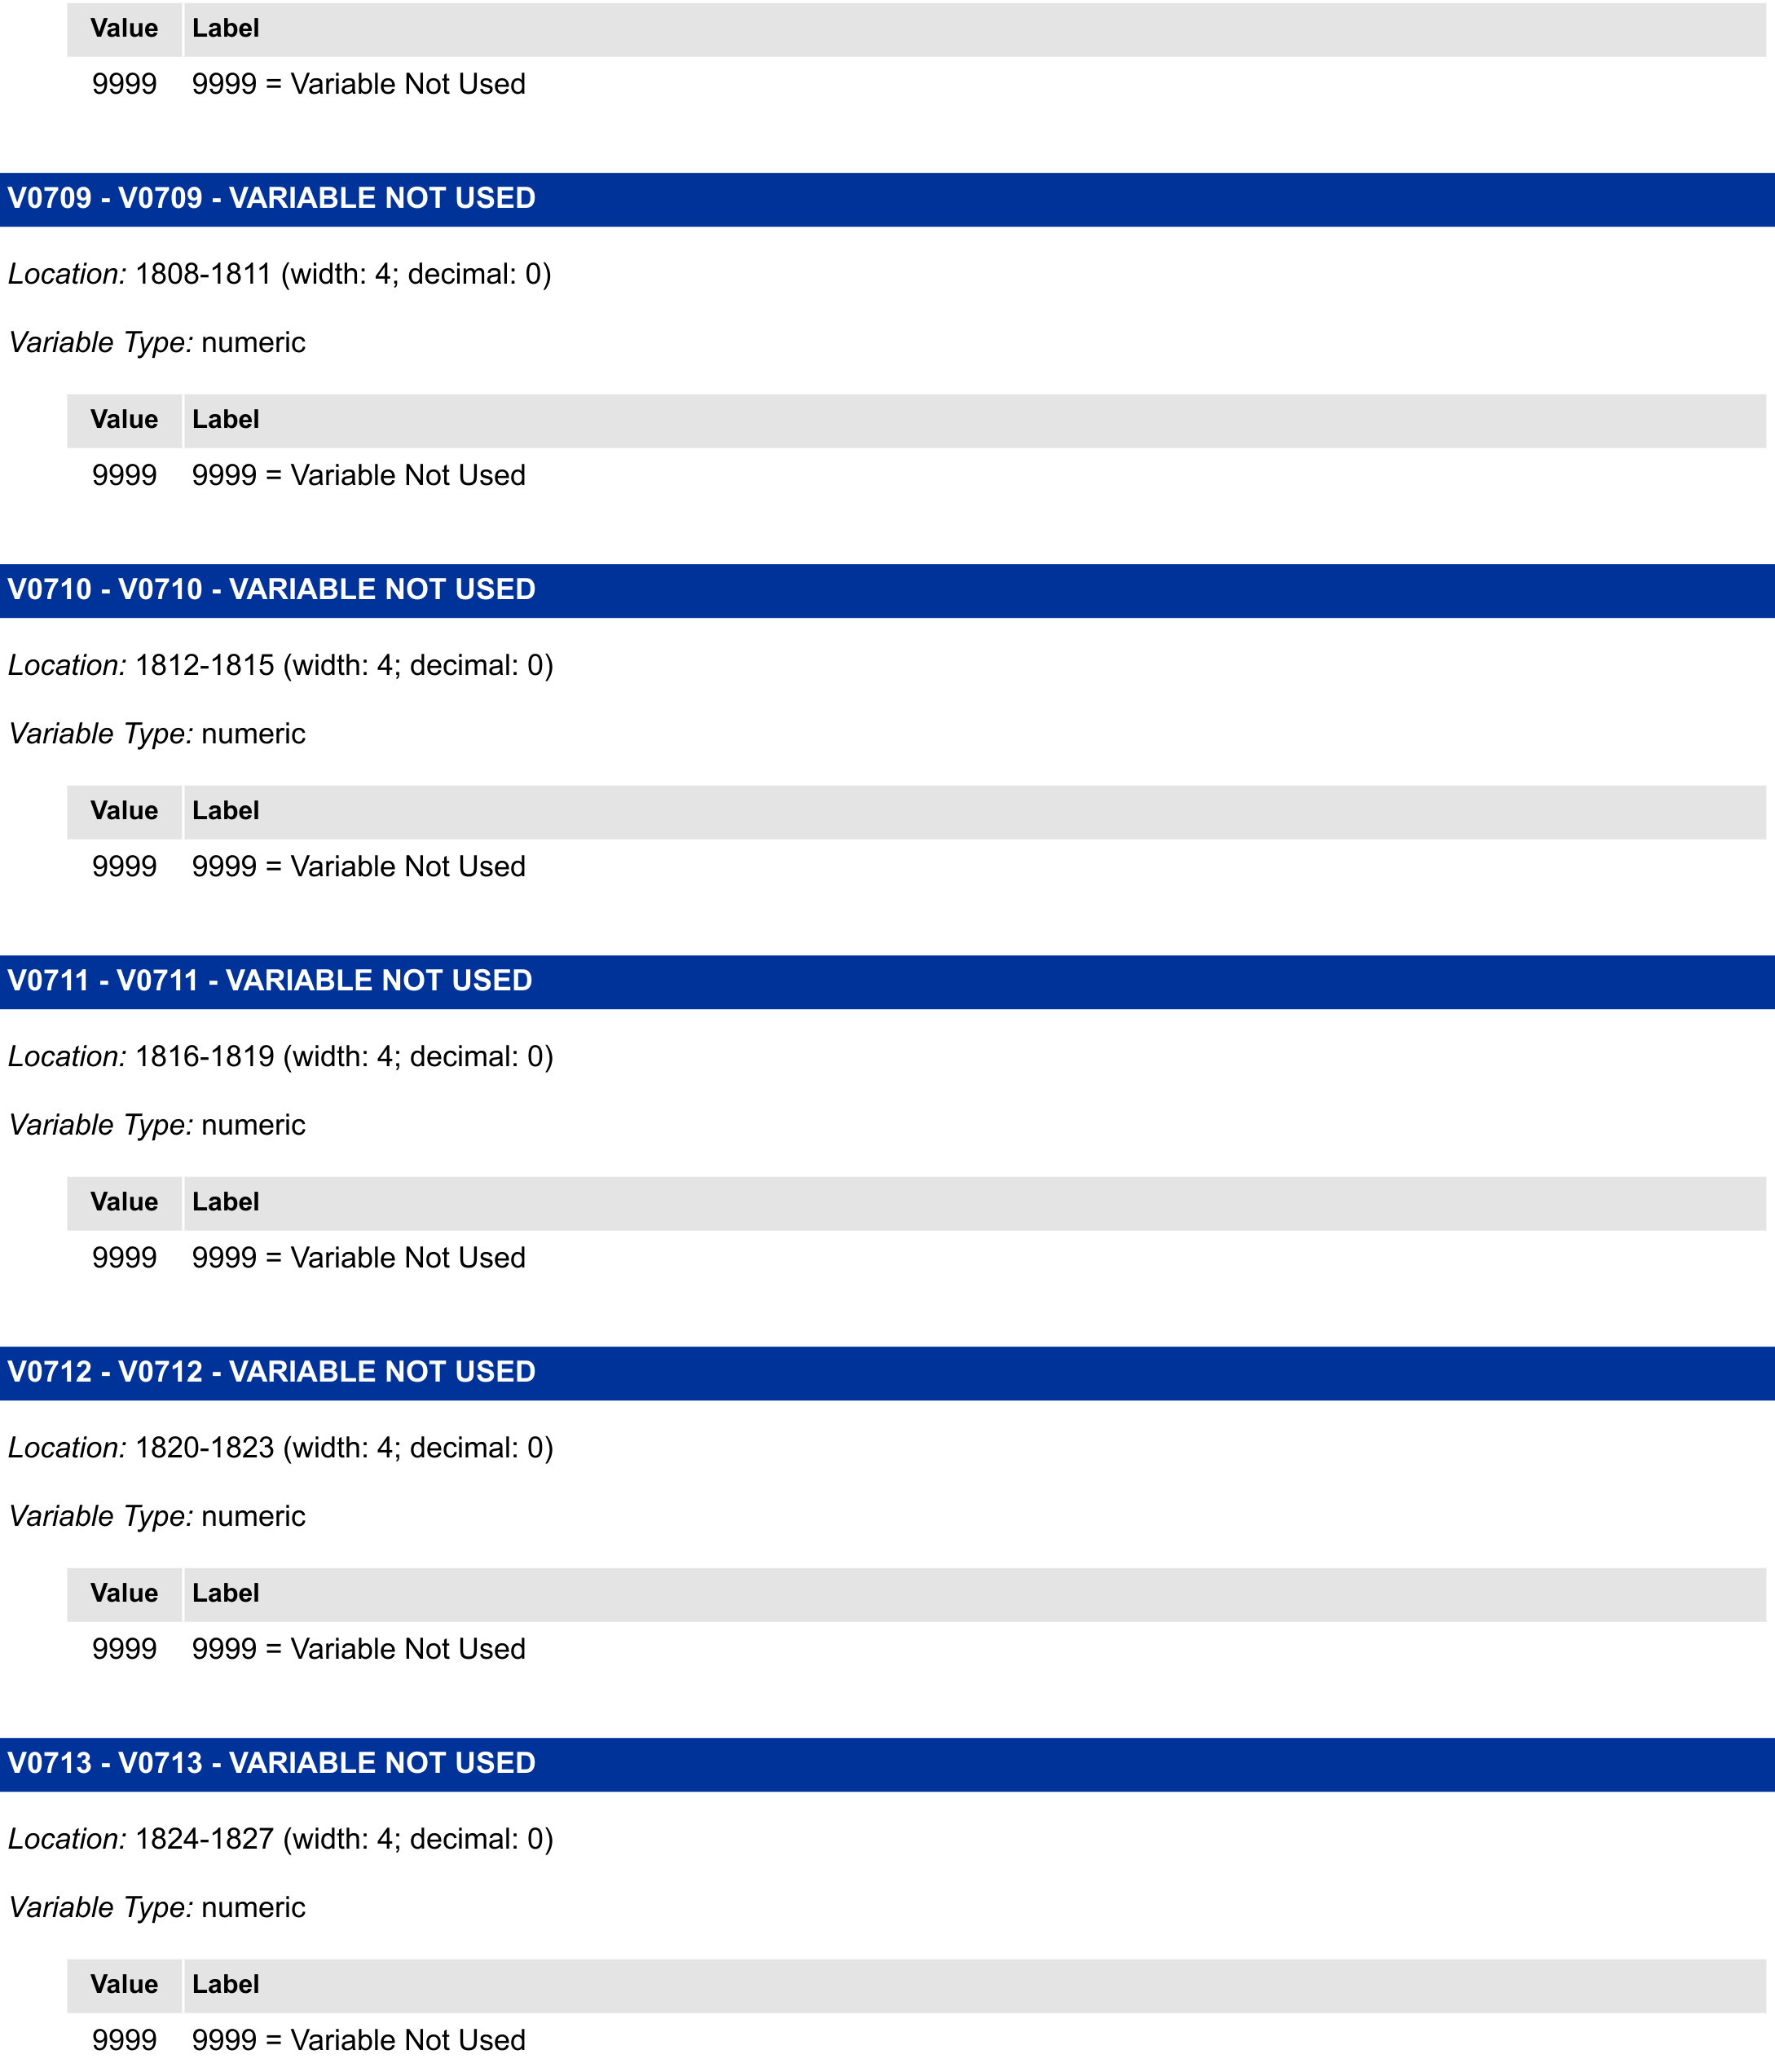 Value Label
9999 9999 = Variable Not Used
V0709 - V0709 - VARIABLE NOT USED
Location: 1808-1811 (width: 4; decimal: 0)
Variable Type: numeric
Value Label
9999 9999 = Variable Not Used
V0710 - V0710 - VARIABLE NOT USED
Location: 1812-1815 (width: 4; decimal: 0)
Variable Type: numeric
Value Label
9999 9999 = Variable Not Used
V0711 - V0711 - VARIABLE NOT USED
Location: 1816-1819 (width: 4; decimal: 0)
Variable Type: numeric
Value Label
9999 9999 = Variable Not Used
V0712 - V0712 - VARIABLE NOT USED
Location: 1820-1823 (width: 4; decimal: 0)
Variable Type: numeric
Value Label
9999 9999 = Variable Not Used
V0713 - V0713 - VARIABLE NOT USED
Location: 1824-1827 (width: 4; decimal: 0)
Variable Type: numeric
Value Label
9999 9999 = Variable Not Used